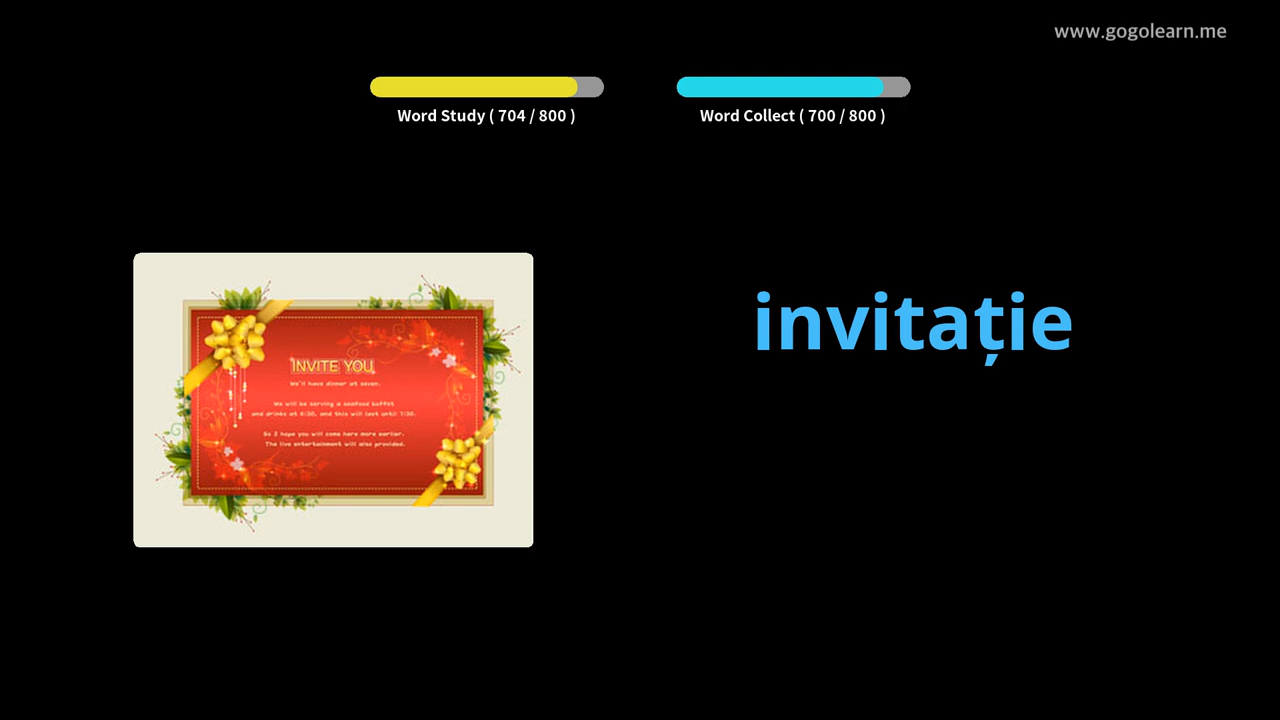 www.gogolearn.me
Word Study ( 704 / 800 )
Word Collect ( 700 / 800 )
invitație
INVITE YOU
We'll have dinner at seven.
We will be serving a seafood buffet
and drinks at 6:30, and this will last until 7:30.
So I hope you will come here more earlier.
The live entertainment will also provided.